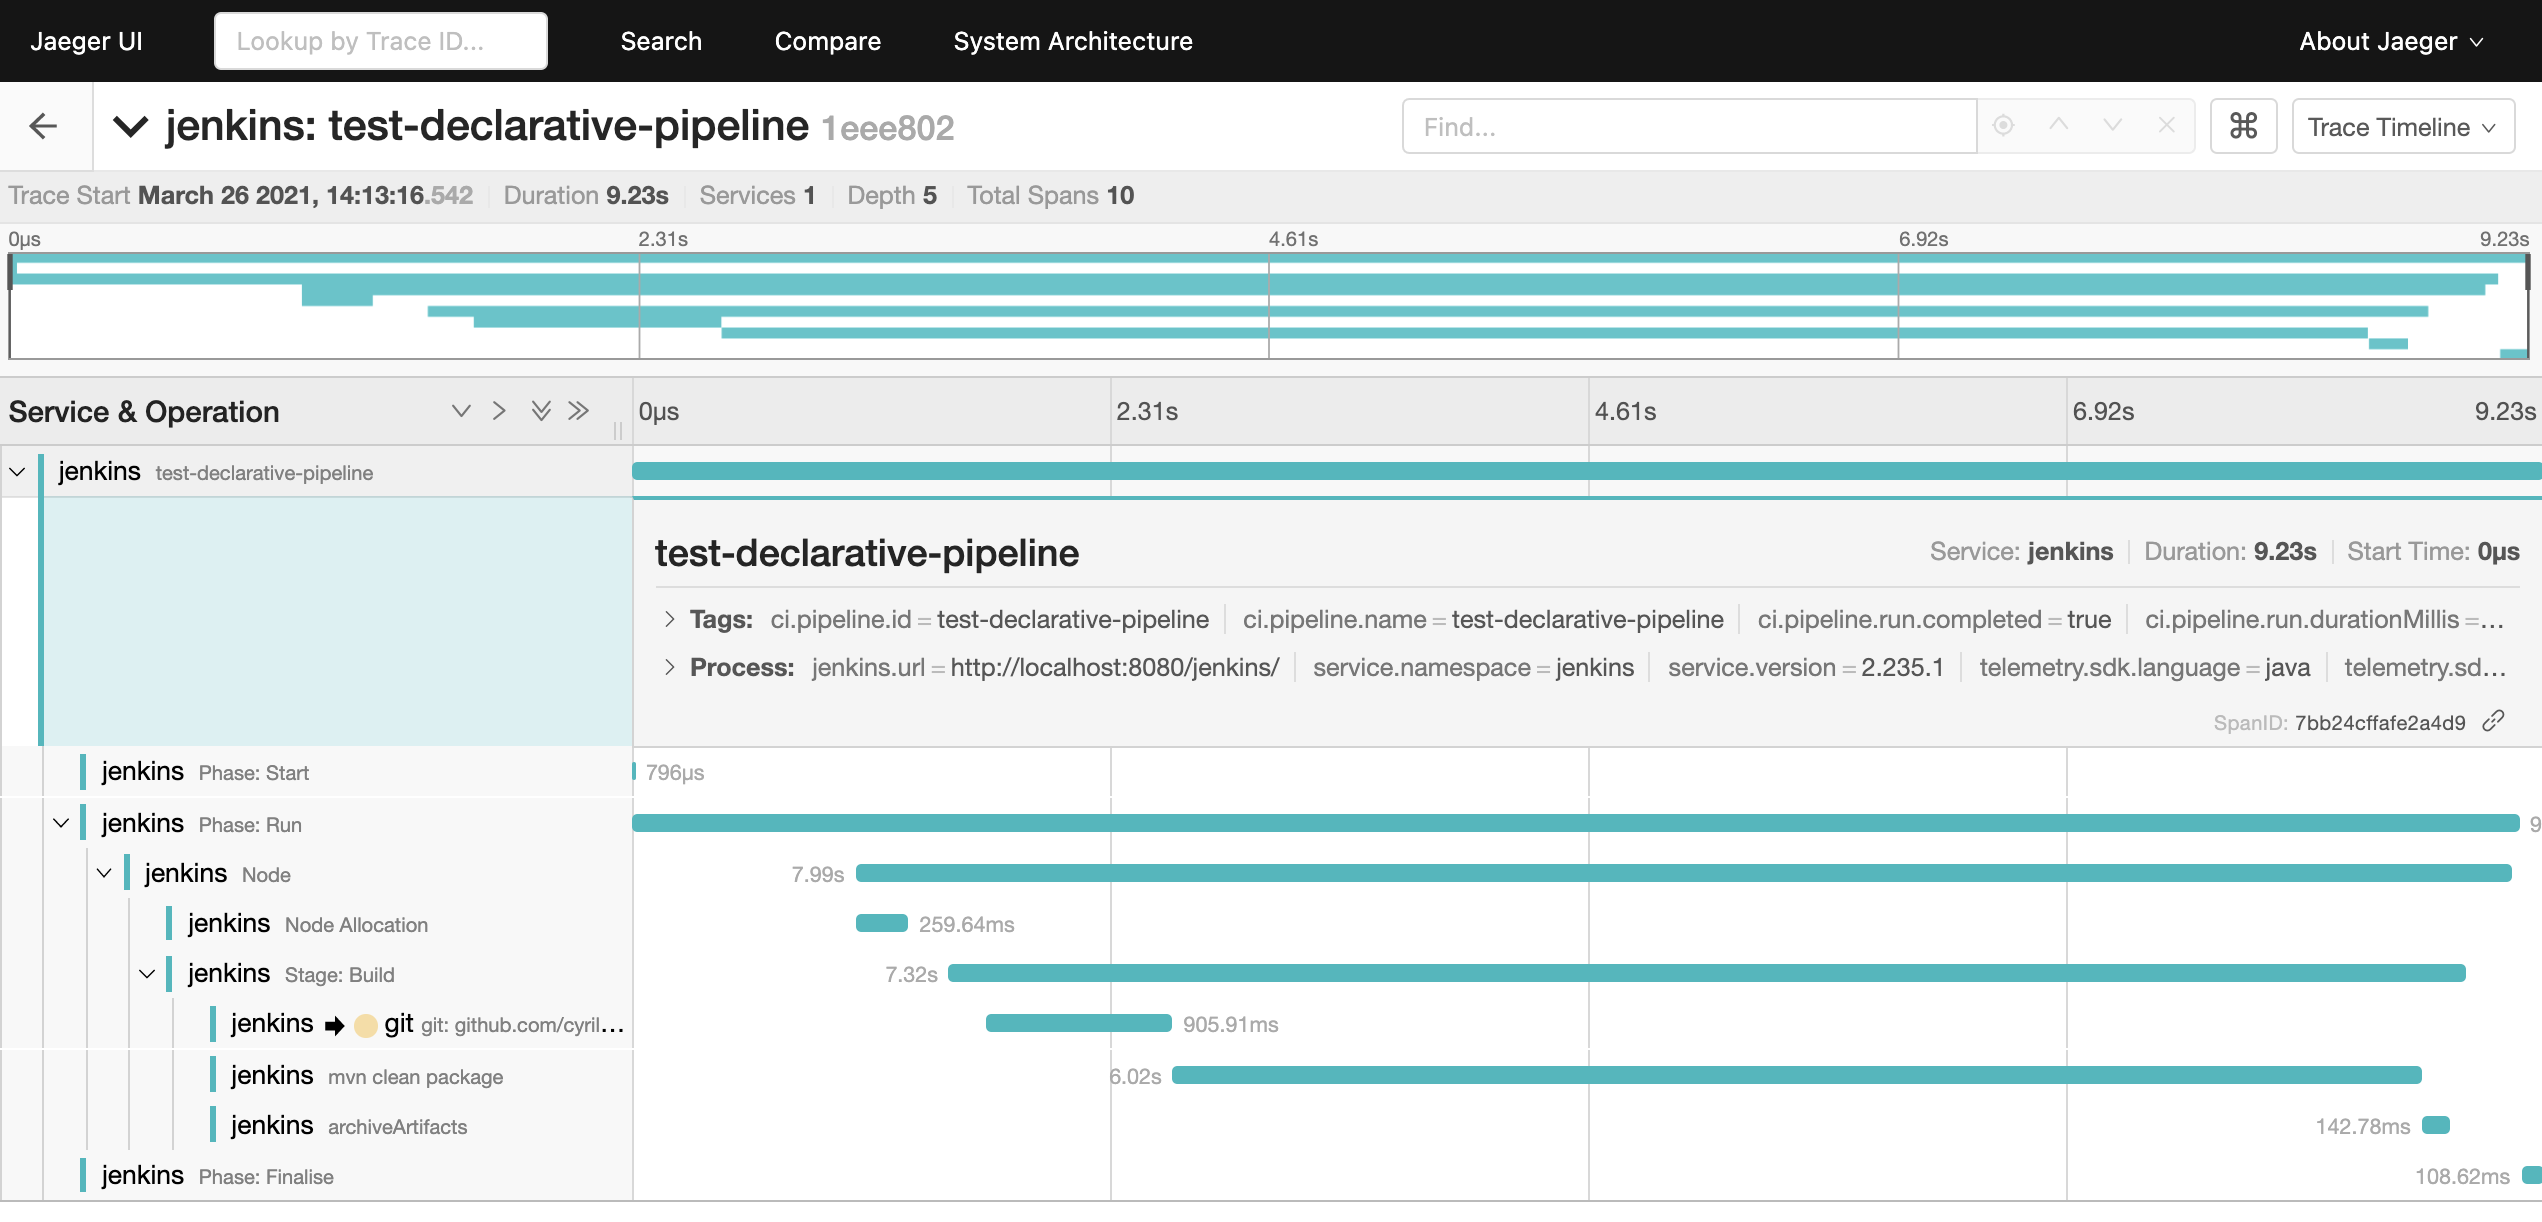 Jaeger UI Lookup by Trace ID... Search Compare System Architecture About Jaeger
jenkins: test-declarative-pipeline 1eee802 Find... ⌘ Trace Timeline
Trace Start March 26 2021, 14:13:16.542 Duration 9.23s Services 1 Depth 5 Total Spans 10
0μs 2.31s 4.61s 6.92s 9.23s
Service & Operation 0μs 2.31s 4.61s 6.92s 9.23s
jenkins test-declarative-pipeline
test-declarative-pipeline Service: jenkins Duration: 9.23s Start Time: 0μs
Tags: ci.pipeline.id = test-declarative-pipeline ci.pipeline.name = test-declarative-pipeline ci.pipeline.run.completed = true ci.pipeline.run.durationMillis =...
Process: jenkins.url = http://localhost:8080/jenkins/ service.namespace = jenkins service.version = 2.235.1 telemetry.sdk.language = java telemetry.sd...
SpanID: 7bb24cffafe2a4d9
jenkins Phase: Start 796μs
jenkins Phase: Run 9
jenkins Node 7.99s
jenkins Node Allocation 259.64ms
jenkins Stage: Build 7.32s
jenkins git git: github.com/cyril... 905.91ms
jenkins mvn clean package 6.02s
jenkins archiveArtifacts 142.78ms
jenkins Phase: Finalise 108.62ms